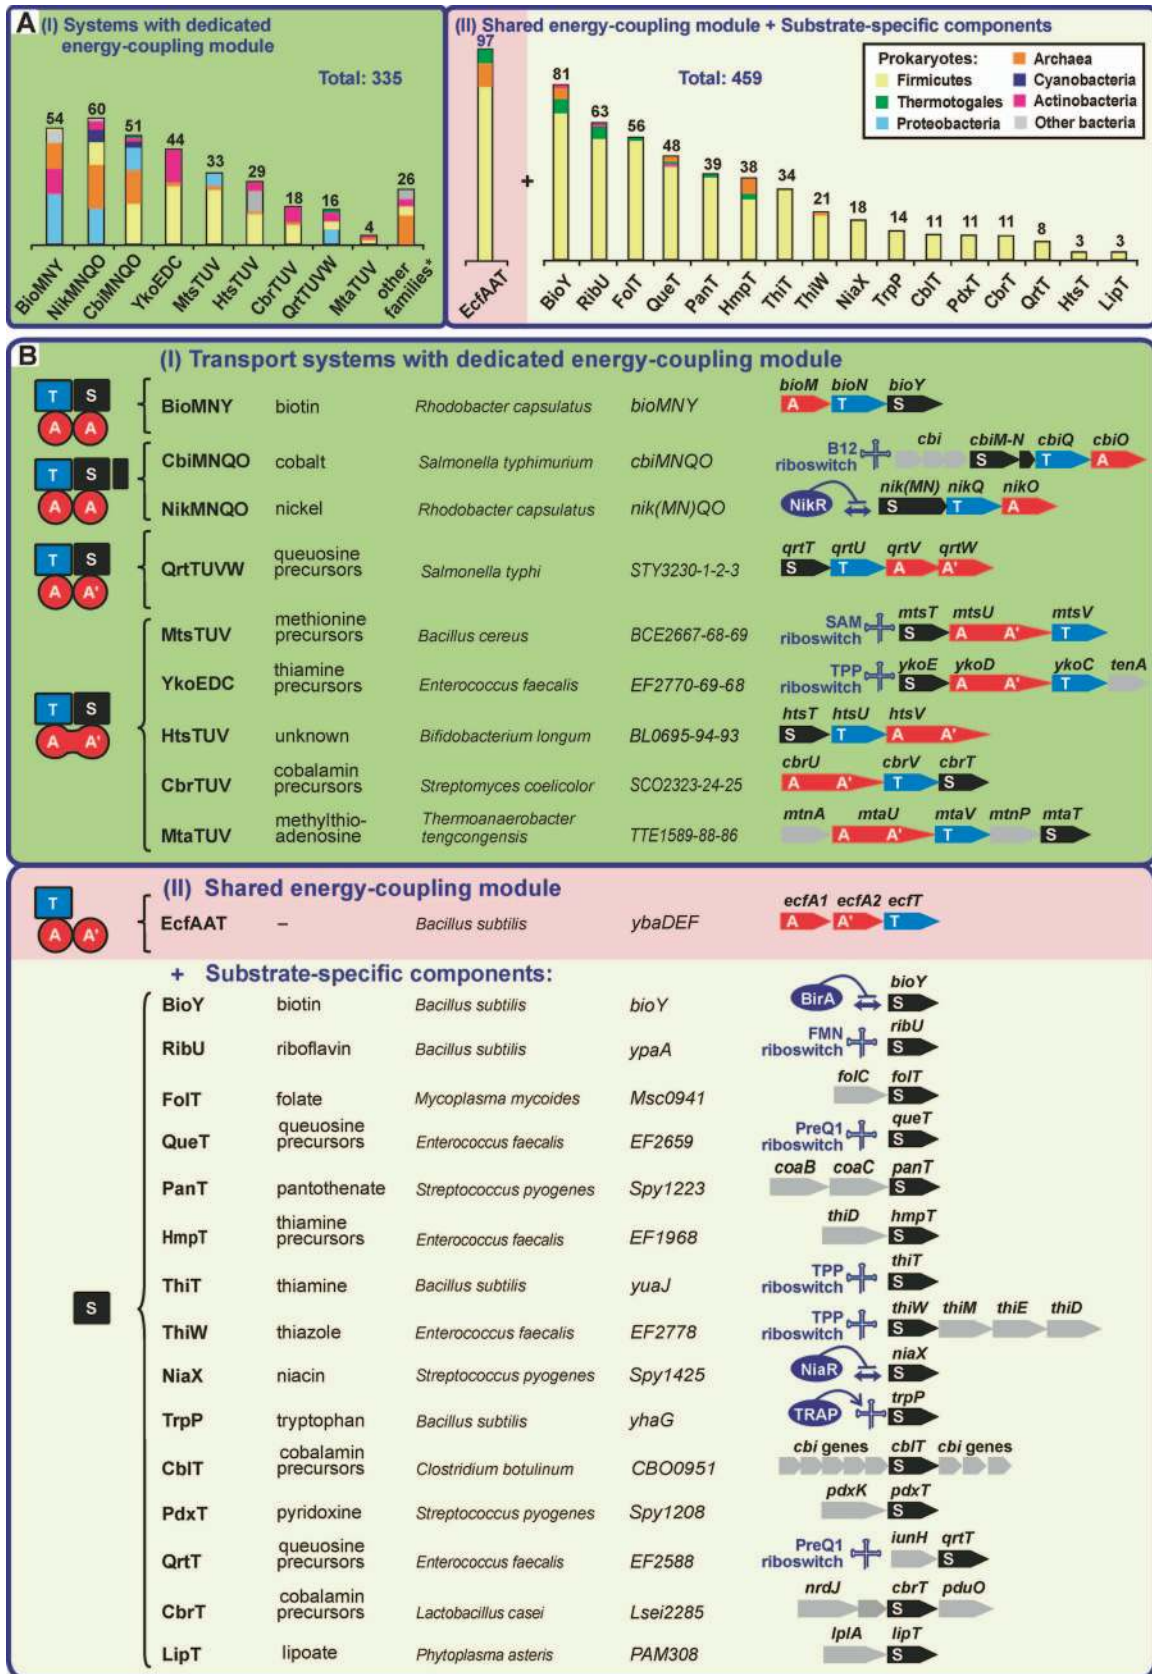 A (I) Systems with dedicated
energy-coupling module
Total: 335
54
60
51
44
33
29
18
16
4
26
BioMNY
NikMNQO
CbiMNQO
YkoEDC
MtsTUV
HtsTUV
CbrTUV
QrtTUVW
MtaTUV
other
families*
(II) Shared energy-coupling module + Substrate-specific components
97
EcfAAT
+
Total: 459
Prokaryotes:
Firmicutes
Thermotogales
Proteobacteria
Archaea
Cyanobacteria
Actinobacteria
Other bacteria
81
63
56
48
39
38
34
21
18
14
11
11
11
8
3
3
BioY
RibU
FolT
QueT
PanT
HmpT
ThiT
ThiW
NiaX
TrpP
CblT
PdxT
CbrT
QrtT
HtsT
LipT
B (I) Transport systems with dedicated energy-coupling module
T S
A A
bioM bioN bioY
BioMNY biotin Rhodobacter capsulatus bioMNY A T S
T S
A A
cbi cbiM-N cbiQ cbiO
CbiMNQO cobalt Salmonella typhimurium cbiMNQO B12 riboswitch S T A
nik(MN) nikQ nikO
NikMNQO nickel Rhodobacter capsulatus nik(MN)QO NikR S T A
T S
A A'
qrtT qrtU qrtV qrtW
QrtTUVW queuosine precursors Salmonella typhi STY3230-1-2-3 S T A A'
T S
A A'
mtsT mtsU mtsV
MtsTUV methionine precursors Bacillus cereus BCE2667-68-69 SAM riboswitch S A A' T
ykoE ykoD ykoC tenA
YkoEDC thiamine precursors Enterococcus faecalis EF2770-69-68 TPP riboswitch S A A' T
htsT htsU htsV
HtsTUV unknown Bifidobacterium longum BL0695-94-93 S T A A'
cbrU cbrV cbrT
CbrTUV cobalamin precursors Streptomyces coelicolor SCO2323-24-25 A A' T S
mtnA mtaU mtaV mtnP mtaT
MtaTUV methylthio-adenosine Thermoanaerobacter tengcongensis TTE1589-88-86 A A' T S
(II) Shared energy-coupling module
T
A A'
ecfA1 ecfA2 ecfT
EcfAAT – Bacillus subtilis ybaDEF A A' T
+ Substrate-specific components:
S
bioY
BioY biotin Bacillus subtilis bioY BirA S
ribU
RibU riboflavin Bacillus subtilis ypaA FMN riboswitch S
folC folT
FolT folate Mycoplasma mycoides Msc0941 S
queT
QueT queuosine precursors Enterococcus faecalis EF2659 PreQ1 riboswitch S
coaB coaC panT
PanT pantothenate Streptococcus pyogenes Spy1223 S
thiD hmpT
HmpT thiamine precursors Enterococcus faecalis EF1968 S
thiT
ThiT thiamine Bacillus subtilis yuaJ TPP riboswitch S
thiW thiM thiE thiD
ThiW thiazole Enterococcus faecalis EF2778 TPP riboswitch S
niaX
NiaX niacin Streptococcus pyogenes Spy1425 NiaR S
trpP
TrpP tryptophan Bacillus subtilis yhaG TRAP S
cbi genes cblT cbi genes
CblT cobalamin precursors Clostridium botulinum CBO0951 S
pdxK pdxT
PdxT pyridoxine Streptococcus pyogenes Spy1208 S
iunH qrtT
QrtT queuosine precursors Enterococcus faecalis EF2588 PreQ1 riboswitch S
nrdJ cbrT pduO
CbrT cobalamin precursors Lactobacillus casei Lsei2285 S
lplA lipT
LipT lipoate Phytoplasma asteris PAM308 S